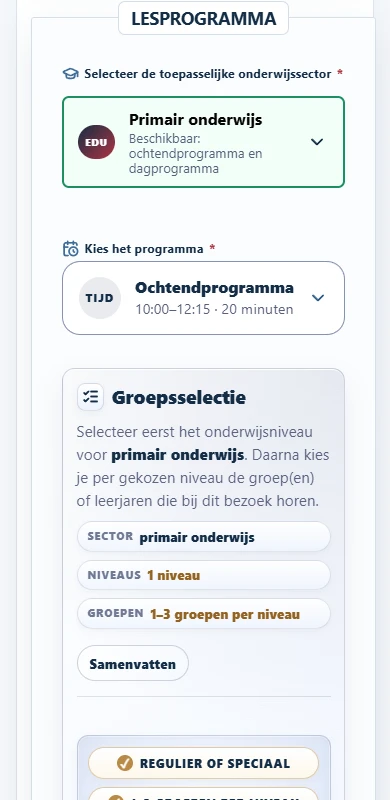 LESPROGRAMMA
Selecteer de toepasselijke onderwijssector *
EDU
Primair onderwijs
Beschikbaar:
ochtendprogramma en
dagprogramma
Kies het programma *
TIJD
Ochtendprogramma
10:00–12:15 · 20 minuten
Groepsselectie
Selecteer eerst het onderwijsniveau
voor primair onderwijs. Daarna kies
je per gekozen niveau de groep(en)
of leerjaren die bij dit bezoek horen.
SECTOR primair onderwijs
NIVEAUS 1 niveau
GROEPEN 1–3 groepen per niveau
Samenvatten
REGULIER OF SPECIAAL